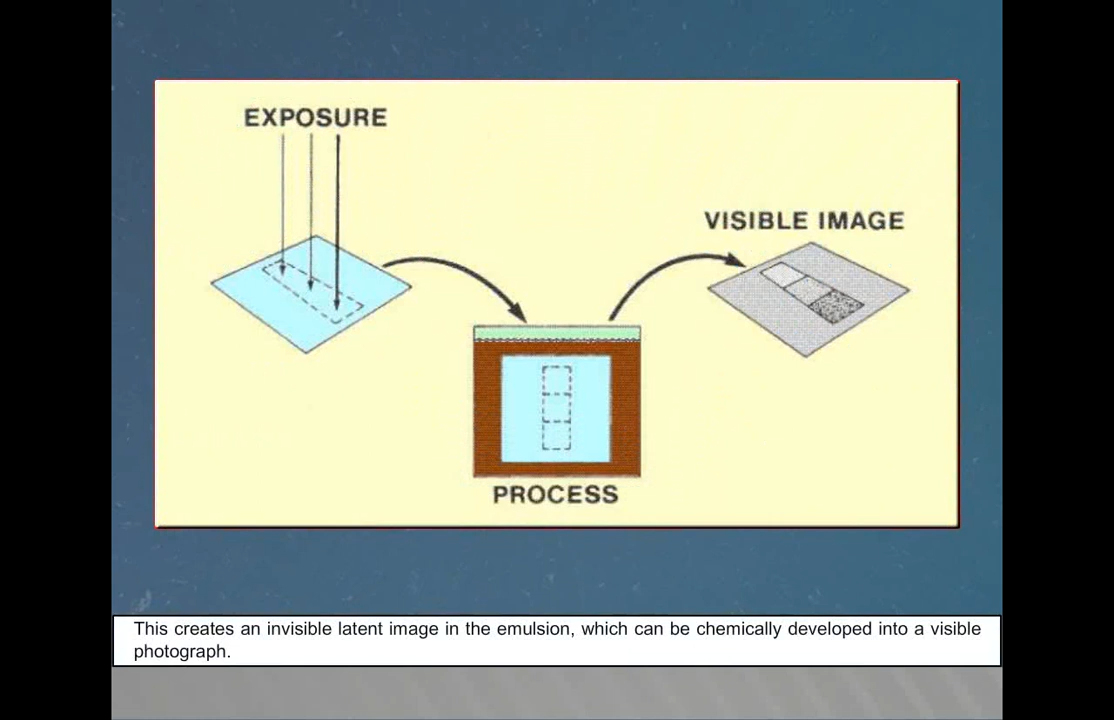 EXPOSURE
VISIBLE IMAGE
PROCESS
This creates an invisible latent image in the emulsion, which can be chemically developed into a visible
photograph.